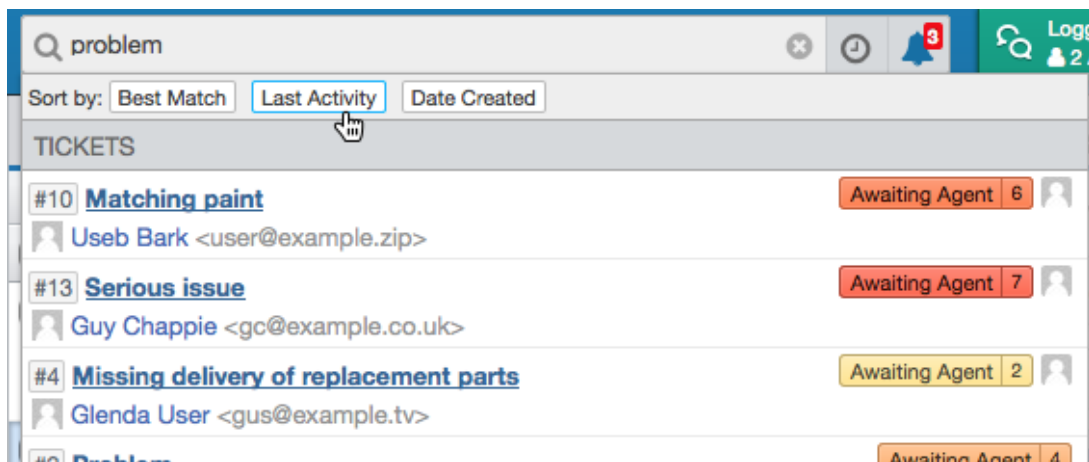 problem
3
Logg
2
Sort by: Best Match Last Activity Date Created
TICKETS
#10 Matching paint Awaiting Agent 6
Useb Bark <user@example.zip>
#13 Serious issue Awaiting Agent 7
Guy Chappie <gc@example.co.uk>
#4 Missing delivery of replacement parts Awaiting Agent 2
Glenda User <gus@example.tv>
Problem Awaiting Agent 4